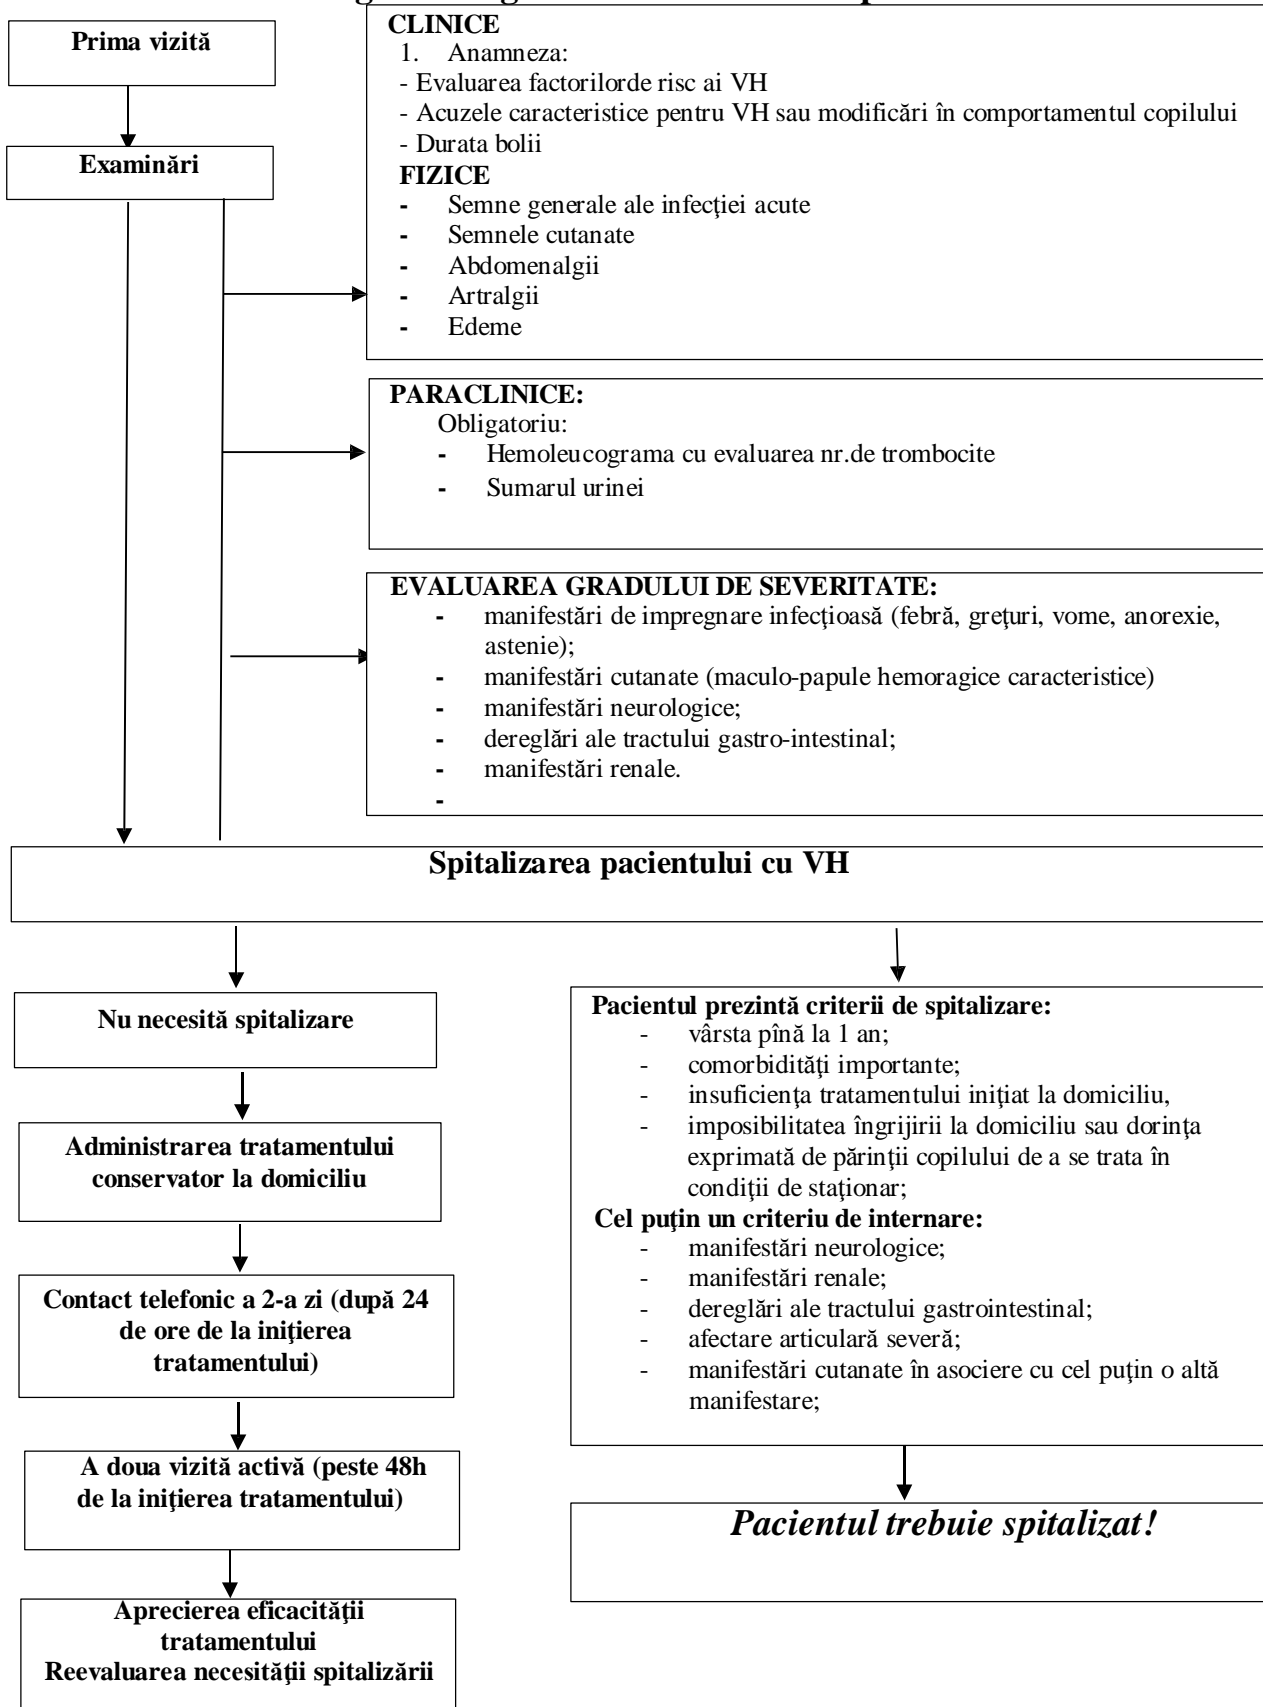 Prima vizită
Examinări
CLINICE
1. Anamneza:
- Evaluarea factorilorde risc ai VH
- Acuzele caracteristice pentru VH sau modificări în comportamentul copilului
- Durata bolii
FIZICE
- Semne generale ale infecţiei acute
- Semnele cutanate
- Abdomenalgii
- Artralgii
- Edeme
PARACLINICE:
Obligatoriu:
- Hemoleucograma cu evaluarea nr.de trombocite
- Sumarul urinei
EVALUAREA GRADULUI DE SEVERITATE:
- manifestări de impregnare infecţioasă (febră, greţuri, vome, anorexie,
astenie);
- manifestări cutanate (maculo-papule hemoragice caracteristice)
- manifestări neurologice;
- dereglări ale tractului gastro-intestinal;
- manifestări renale.
-
Spitalizarea pacientului cu VH
Nu necesită spitalizare
Administrarea tratamentului
conservator la domiciliu
Contact telefonic a 2-a zi (după 24
de ore de la iniţierea
tratamentului)
A doua vizită activă (peste 48h
de la iniţierea tratamentului)
Aprecierea eficacităţii
tratamentului
Reevaluarea necesităţii spitalizării
Pacientul prezintă criterii de spitalizare:
- vârsta pînă la 1 an;
- comorbidităţi importante;
- insuficienţa tratamentului iniţiat la domiciliu,
- imposibilitatea îngrijirii la domiciliu sau dorinţa
exprimată de părinţii copilului de a se trata în
condiţii de staţionar;
Cel puţin un criteriu de internare:
- manifestări neurologice;
- manifestări renale;
- dereglări ale tractului gastrointestinal;
- afectare articulară severă;
- manifestări cutanate în asociere cu cel puţin o altă
manifestare;
Pacientul trebuie spitalizat!